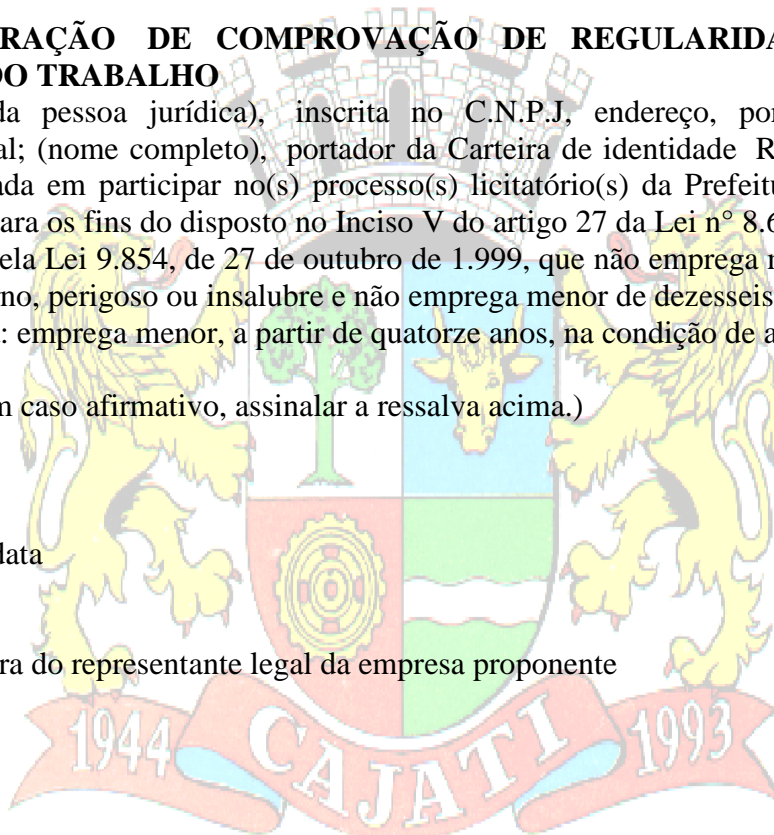 RAÇÃO DE COMPROVAÇÃO DE REGULARIDA
DO TRABALHO
da pessoa jurídica), inscrita no C.N.P.J, endereço, por
al; (nome completo), portador da Carteira de identidade R
ada em participar no(s) processo(s) licitatório(s) da Prefeitu
ara os fins do disposto no Inciso V do artigo 27 da Lei n° 8.6
ela Lei 9.854, de 27 de outubro de 1.999, que não emprega
rno, perigoso ou insalubre e não emprega menor de dezesseis
: emprega menor, a partir de quatorze anos, na condição de a
m caso afirmativo, assinalar a ressalva acima.)
data
ra do representante legal da empresa proponente
1944 CAJATI 1993